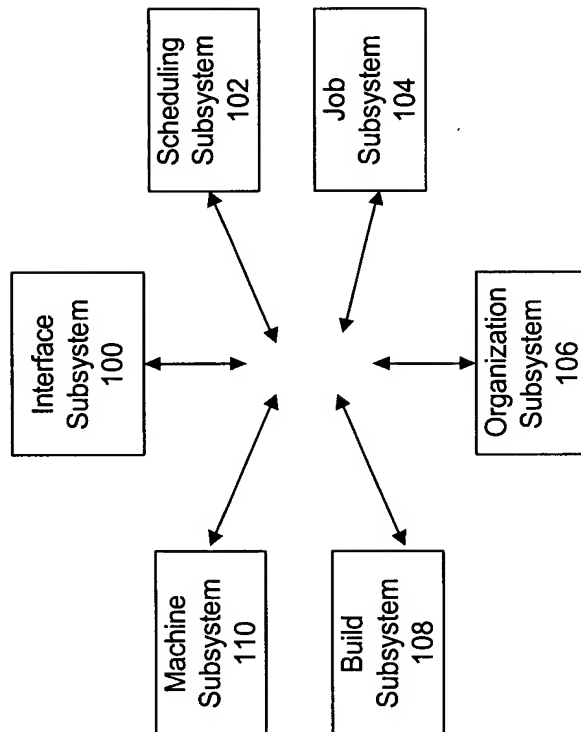 Interface
Subsystem
100
Scheduling
Subsystem
102
Job
Subsystem
104
Organization
Subsystem
106
Build
Subsystem
108
Machine
Subsystem
110